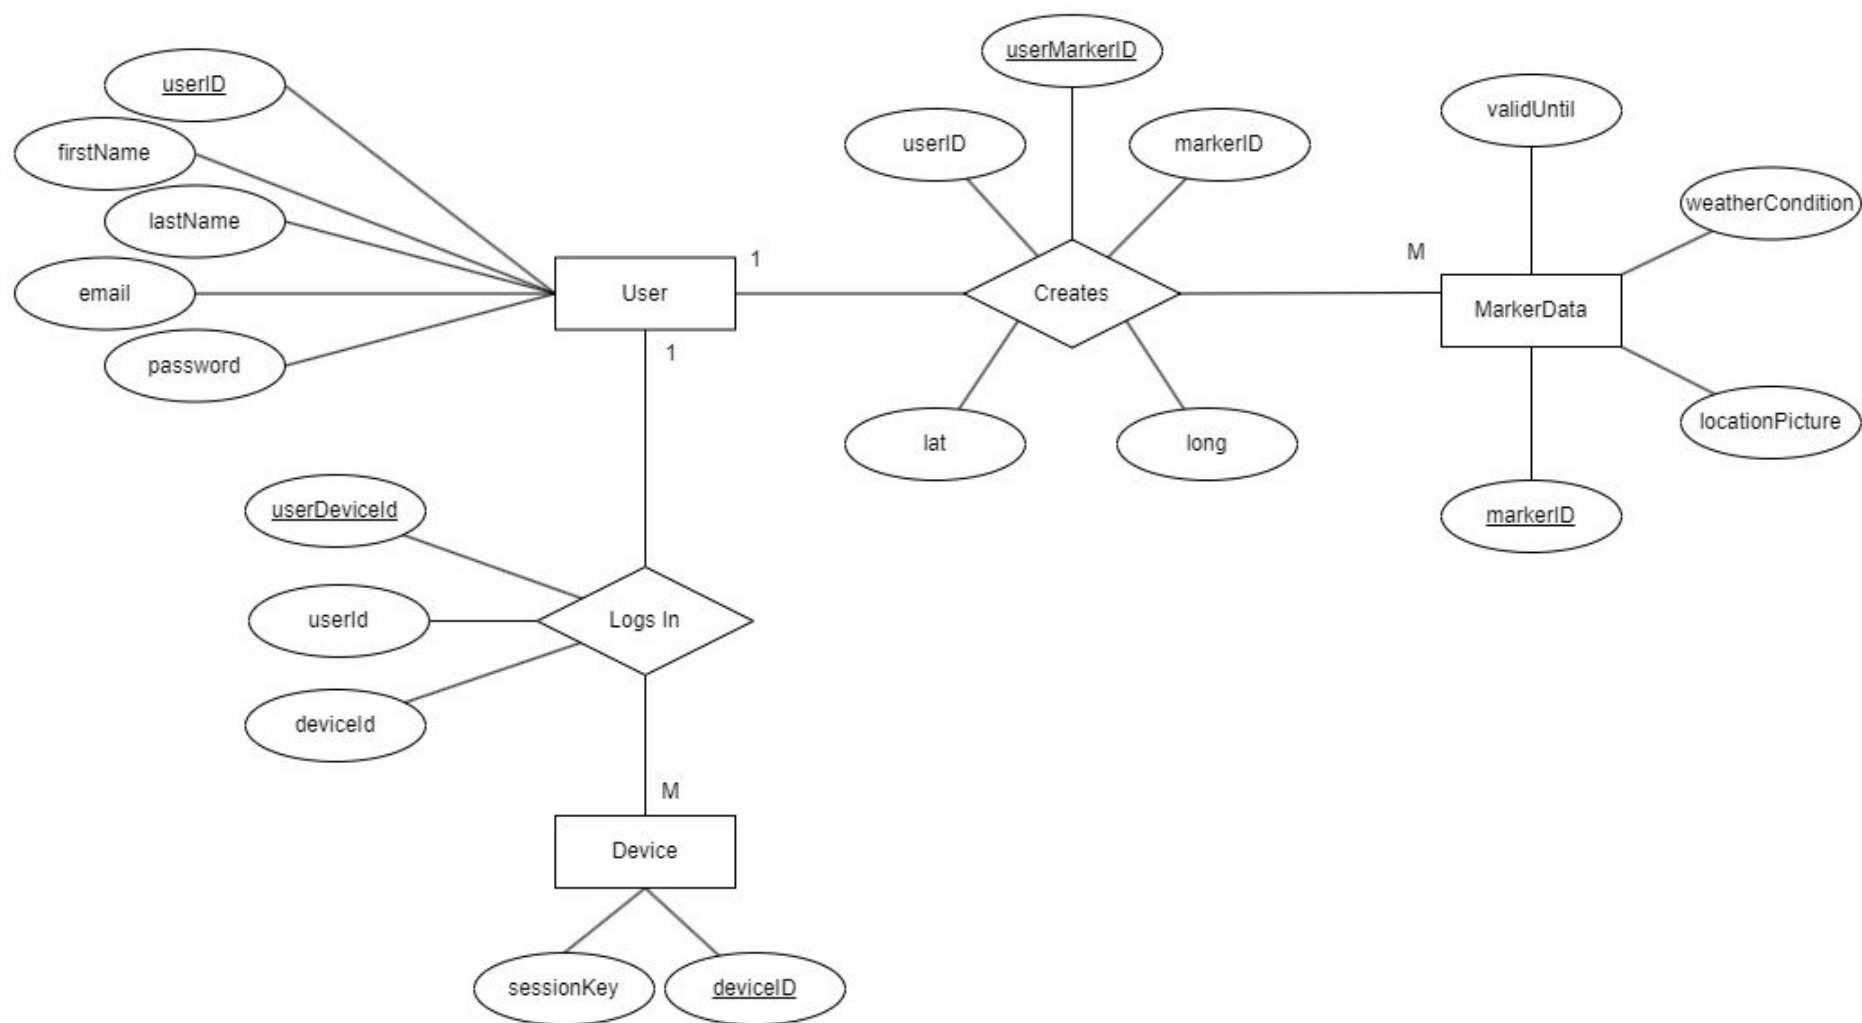 userMarkerID
userID
validUntil
userID
markerID
firstName
weatherCondition
lastName
1
M
email
User
Creates
MarkerData
1
password
locationPicture
lat
long
userDeviceId
markerID
userId
Logs In
deviceId
M
Device
sessionKey
deviceID